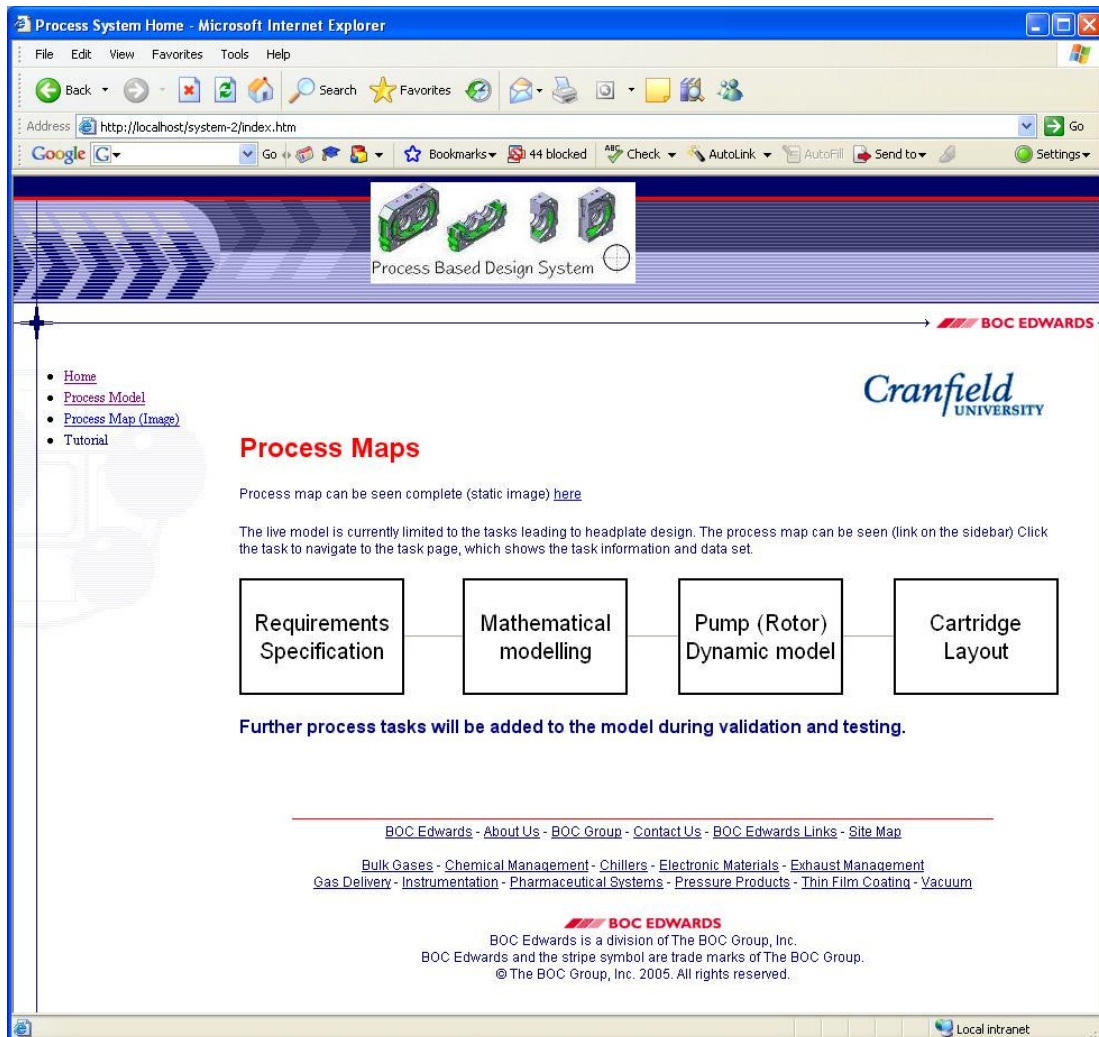 Process System Home - Microsoft Internet Explorer
File Edit View Favorites Tools Help
Back Search Favorites
Address http://localhost/system-2/index.htm Go
Google G Go Bookmarks 44 blocked ABC Check AutoLink AutoFill Send to Settings
Process Based Design System
BOC EDWARDS
Home
Process Model
Process Map (Image)
Tutorial
Cranfield
UNIVERSITY
Process Maps
Process map can be seen complete (static image) here
The live model is currently limited to the tasks leading to headplate design. The process map can be seen (link on the sidebar) Click
the task to navigate to the task page, which shows the task information and data set.
Requirements
Specification
Mathematical
modelling
Pump (Rotor)
Dynamic model
Cartridge
Layout
Further process tasks will be added to the model during validation and testing.
BOC Edwards - About Us - BOC Group - Contact Us - BOC Edwards Links - Site Map
Bulk Gases - Chemical Management - Chillers - Electronic Materials - Exhaust Management
Gas Delivery - Instrumentation - Pharmaceutical Systems - Pressure Products - Thin Film Coating - Vacuum
BOC EDWARDS
BOC Edwards is a division of The BOC Group, Inc.
BOC Edwards and the stripe symbol are trade marks of The BOC Group.
© The BOC Group, Inc. 2005. All rights reserved.
Local intranet